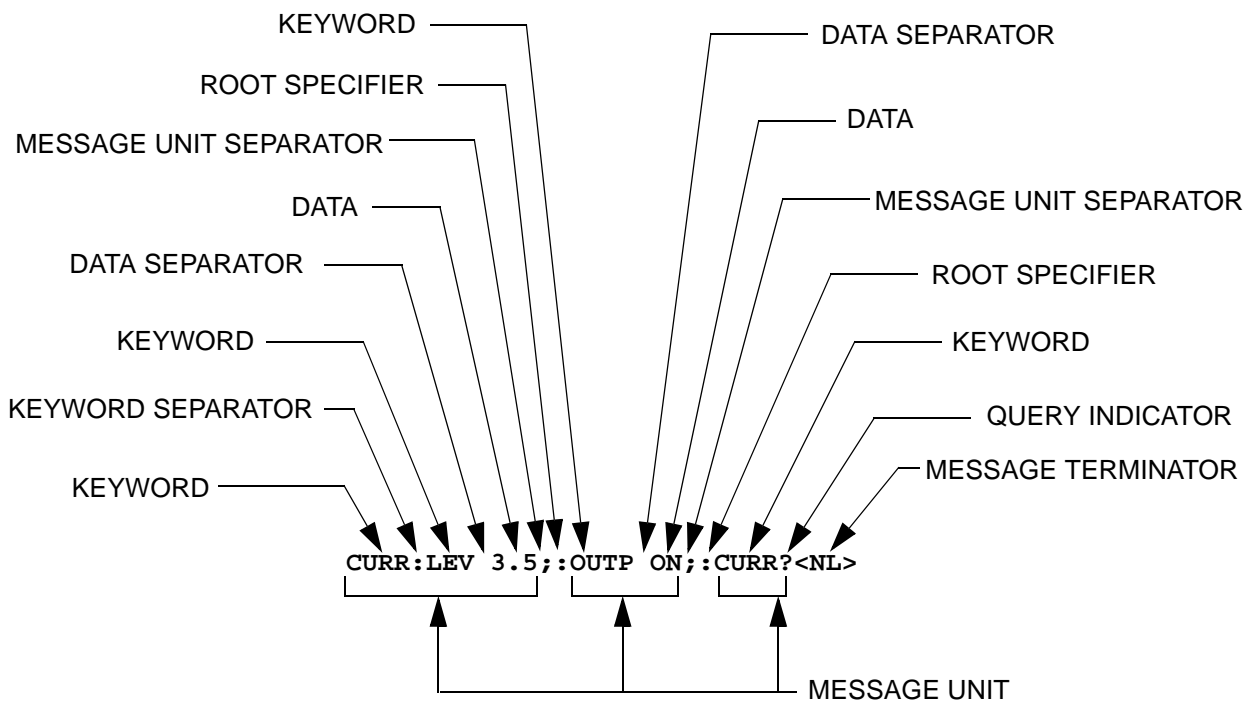 KEYWORD
DATA SEPARATOR
ROOT SPECIFIER
DATA
MESSAGE UNIT SEPARATOR
DATA
MESSAGE UNIT SEPARATOR
DATA SEPARATOR
ROOT SPECIFIER
KEYWORD
KEYWORD
KEYWORD SEPARATOR
QUERY INDICATOR
KEYWORD
MESSAGE TERMINATOR
CURR:LEV 3.5;:OUTP ON;:CURR?<NL>
MESSAGE UNIT